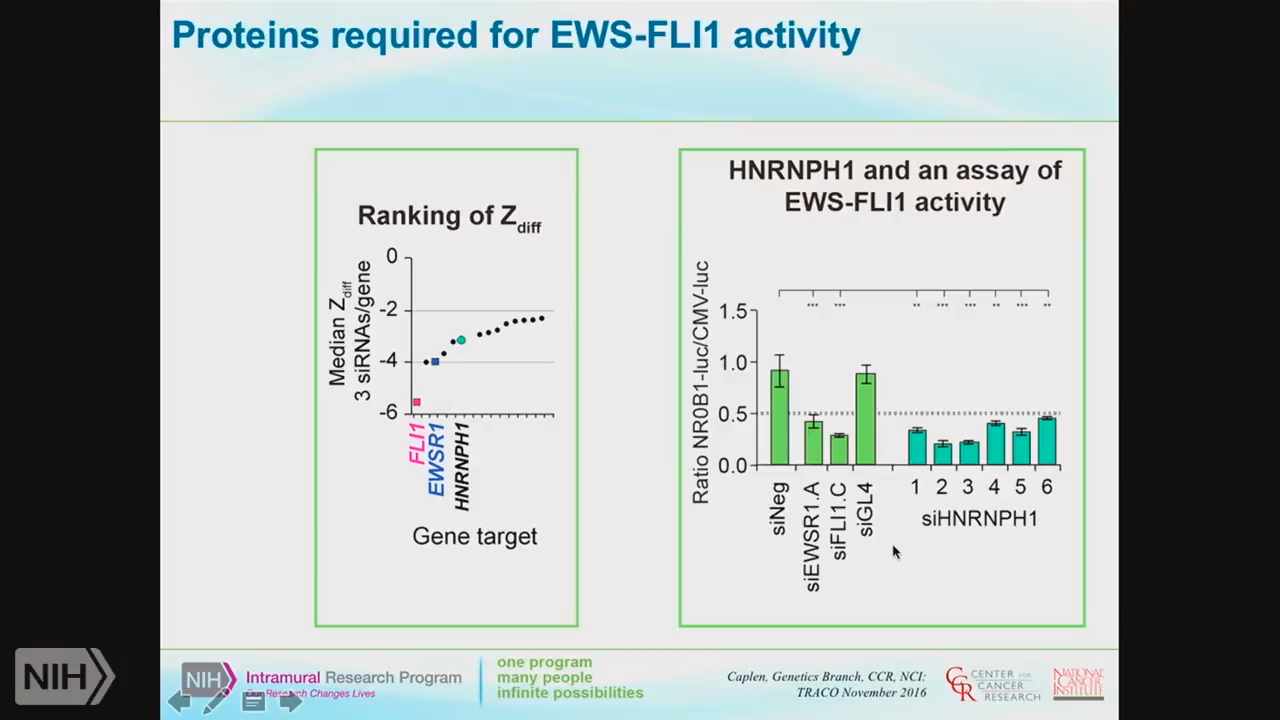 Proteins required for EWS-FLI1 activity
Ranking of Zdiff
Median Zdiff
3 siRNAs/gene
0
-2
-4
-6
FLI1
EWSR1
HNRNPH1
Gene target
HNRNPH1 and an assay of
EWS-FLI1 activity
Ratio NR0B1-luc/CMV-luc
*** *** ** *** *** ** *** **
1.5
1.0
0.5
0.0
siNeg
siEWSR1.A
siFLI1.C
siGL4
1 2 3 4 5 6
siHNRNPH1
NIH
NIH Intramural Research Program
Our Research Changes Lives
one program
many people
infinite possibilities
Caplen, Genetics Branch, CCR, NCI:
TRACO November 2016
CCR
CENTER FOR
CANCER
RESEARCH
NATIONAL
CANCER
INSTITUTE